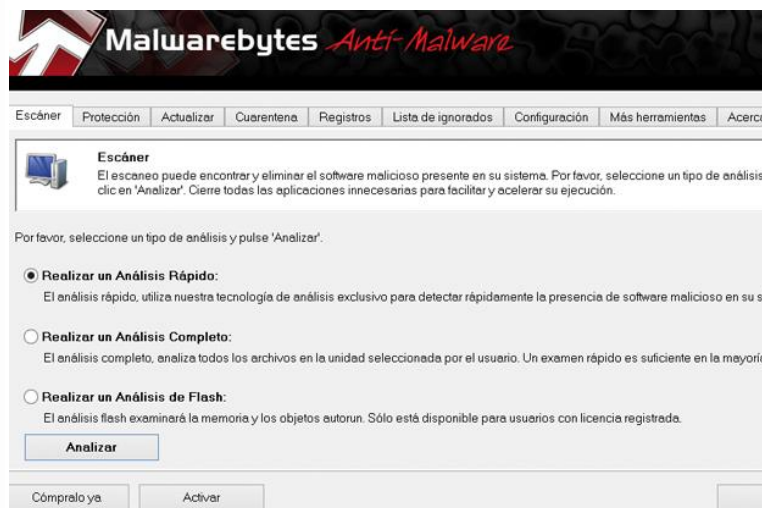 Malwarebytes Anti-Malware
Escáner Protección Actualizar Cuarentena Registros Lista de ignorados Configuración Más herramientas Acerca
Escáner
El escaneo puede encontrar y eliminar el software malicioso presente en su sistema. Por favor, seleccione un tipo de análisis
clic en 'Analizar'. Cierre todas las aplicaciones innecesarias para facilitar y acelerar su ejecución.
Por favor, seleccione un tipo de análisis y pulse 'Analizar'.
Realizar un Análisis Rápido:
El análisis rápido, utiliza nuestra tecnología de análisis exclusivo para detectar rápidamente la presencia de software malicioso en su s
Realizar un Análisis Completo:
El análisis completo, analiza todos los archivos en la unidad seleccionada por el usuario. Un examen rápido es suficiente en la mayorí
Realizar un Análisis de Flash:
El análisis flash examinará la memoria y los objetos autorun. Sólo está disponible para usuarios con licencia registrada.
Analizar
Cómpralo ya Activar